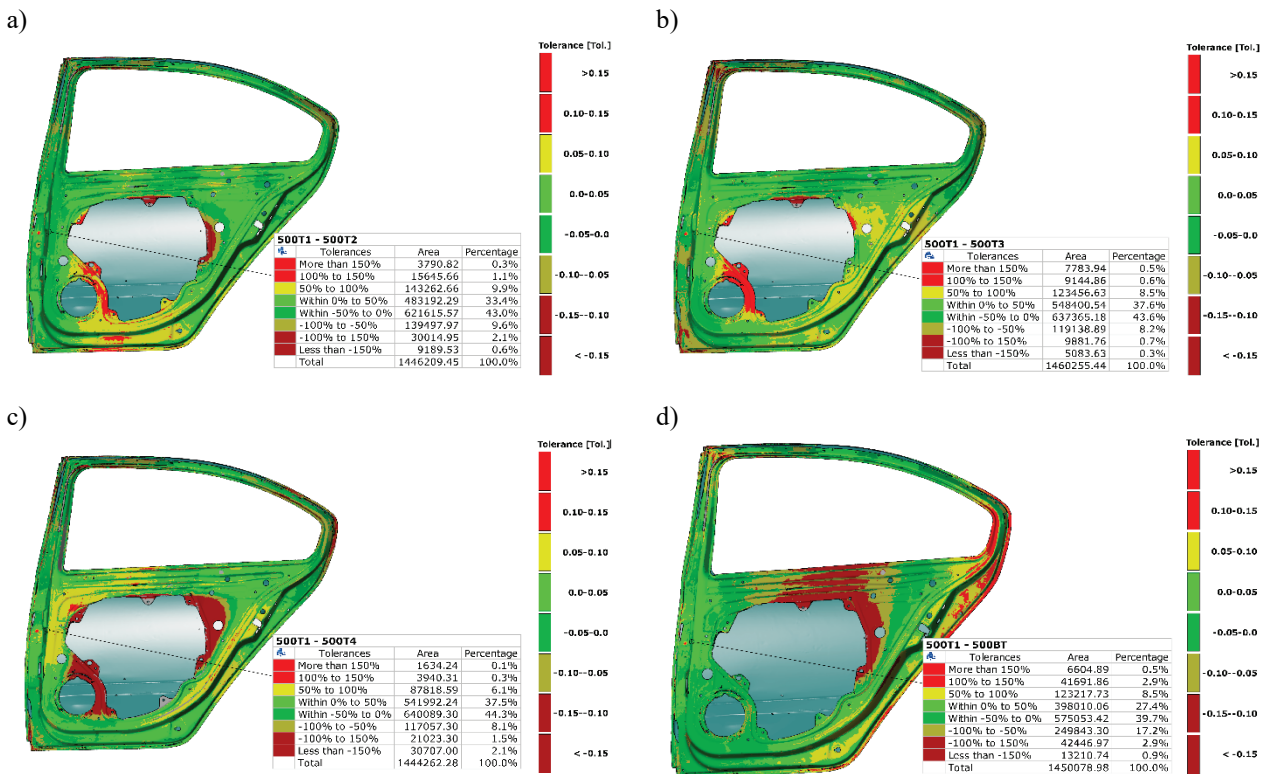 a)
b)
Tolerance [Tol.]
>0.15
0.10-0.15
0.05-0.10
0.0-0.05
-0.05-0.0
-0.10--0.05
-0.15--0.10
< -0.15
500T1 - 500T2
Tolerances Area Percentage
More than 150% 3790.82 0.3%
100% to 150% 15645.66 1.1%
50% to 100% 143262.66 9.9%
Within 0% to 50% 483192.29 33.4%
Within -50% to 0% 621615.57 43.0%
-100% to -50% 139497.97 9.6%
-100% to 150% 30014.95 2.1%
Less than -150% 9189.53 0.6%
Total 1446209.45 100.0%
Tolerance [Tol.]
>0.15
0.10-0.15
0.05-0.10
0.0-0.05
-0.05-0.0
-0.10--0.05
-0.15--0.10
< -0.15
500T1 - 500T3
Tolerances Area Percentage
More than 150% 7783.94 0.5%
100% to 150% 9144.86 0.6%
50% to 100% 123456.63 8.5%
Within 0% to 50% 548400.54 37.6%
Within -50% to 0% 637365.18 43.6%
-100% to -50% 119138.89 8.2%
-100% to 150% 9881.76 0.7%
Less than -150% 5083.63 0.3%
Total 1460255.44 100.0%
c)
d)
Tolerance [Tol.]
>0.15
0.10-0.15
0.05-0.10
0.0-0.05
-0.05-0.0
-0.10--0.05
-0.15--0.10
< -0.15
500T1 - 500T4
Tolerances Area Percentage
More than 150% 1634.24 0.1%
100% to 150% 3940.31 0.3%
50% to 100% 87818.59 6.1%
Within 0% to 50% 541992.24 37.5%
Within -50% to 0% 640089.30 44.3%
-100% to -50% 117057.30 8.1%
-100% to 150% 21023.30 1.5%
Less than -150% 30707.00 2.1%
Total 1444262.28 100.0%
Tolerance [Tol.]
>0.15
0.10-0.15
0.05-0.10
0.0-0.05
-0.05-0.0
-0.10--0.05
-0.15--0.10
< -0.15
500T1 - 500BT
Tolerances Area Percentage
More than 150% 6604.89 0.5%
100% to 150% 41691.86 2.9%
50% to 100% 123217.73 8.5%
Within 0% to 50% 398010.06 27.4%
Within -50% to 0% 575053.42 39.7%
-100% to -50% 249843.30 17.2%
-100% to 150% 42446.97 2.9%
Less than -150% 13210.74 0.9%
Total 1450078.98 100.0%